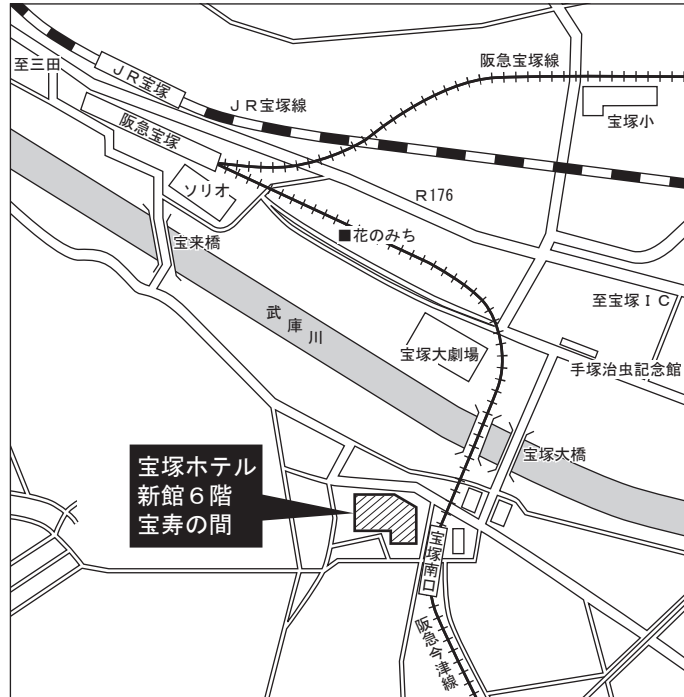 至三田
JR宝塚
阪急宝塚
JR宝塚線
阪急宝塚線
宝塚小
ソリオ
R176
宝来橋
■花のみち
武庫川
至宝塚IC
宝塚大劇場
手塚治虫記念館
宝塚大橋
宝塚ホテル
新館6階
宝寿の間
宝塚南口
阪急今津線